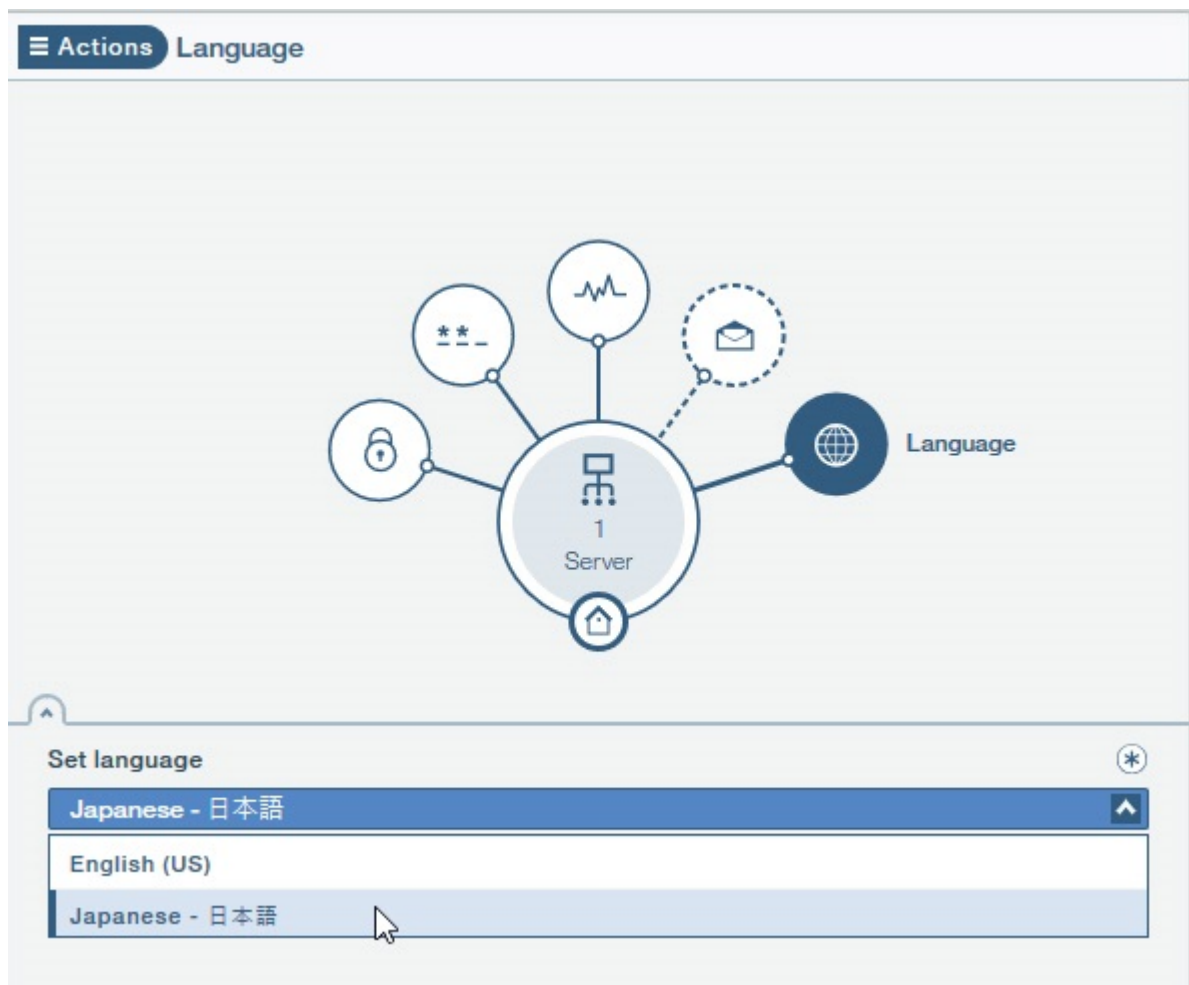 Actions Language
**_
Language
1
Server
Set language
Japanese - 日本語
English (US)
Japanese - 日本語